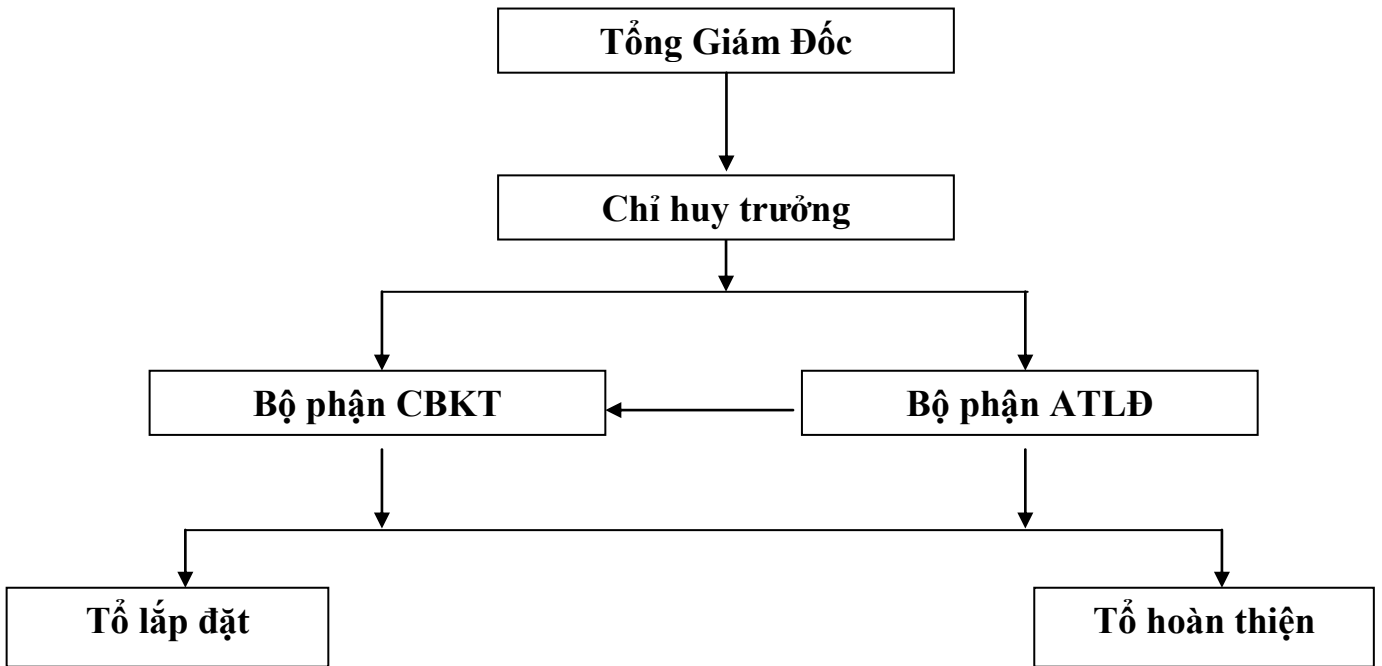 Tổng Giám Đốc
Chỉ huy trưởng
Bộ phận CBKT
Bộ phận ATLĐ
Tổ lắp đặt
Tổ hoàn thiện